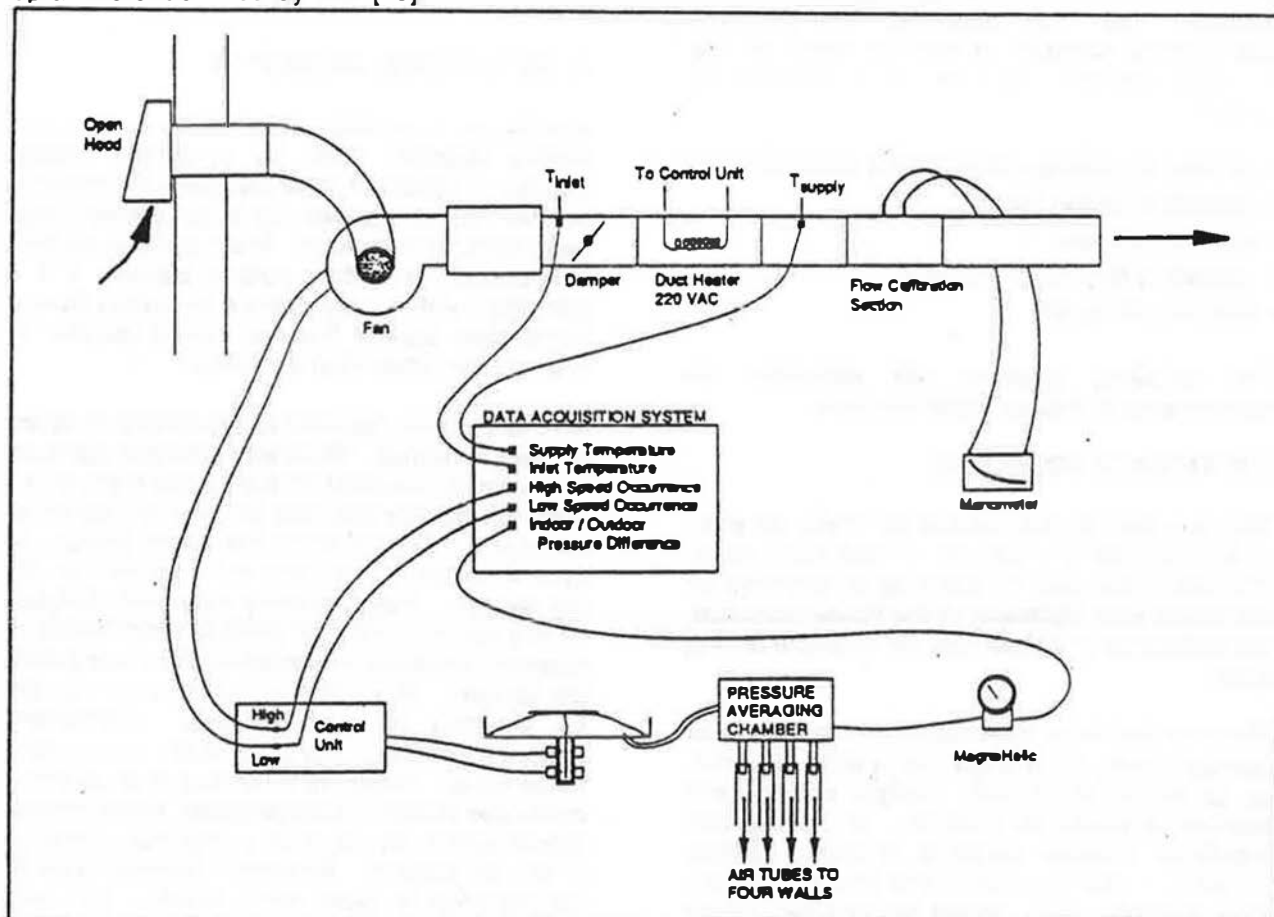 Open
Hood
Tinlet
To Control Unit
Tsupply
Damper
Duct Heater
220 VAC
Flow Calibration
Section
Fan
DATA ACQUISITION SYSTEM
Supply Temperature
Inlet Temperature
High Speed Occurrence
Low Speed Occurrence
Indoor / Outdoor
Pressure Difference
Manometer
High
Control
Unit
Low
PRESSURE
AVERAGING
CHAMBER
MagneHelic
AIR TUBES TO
FOUR WALLS